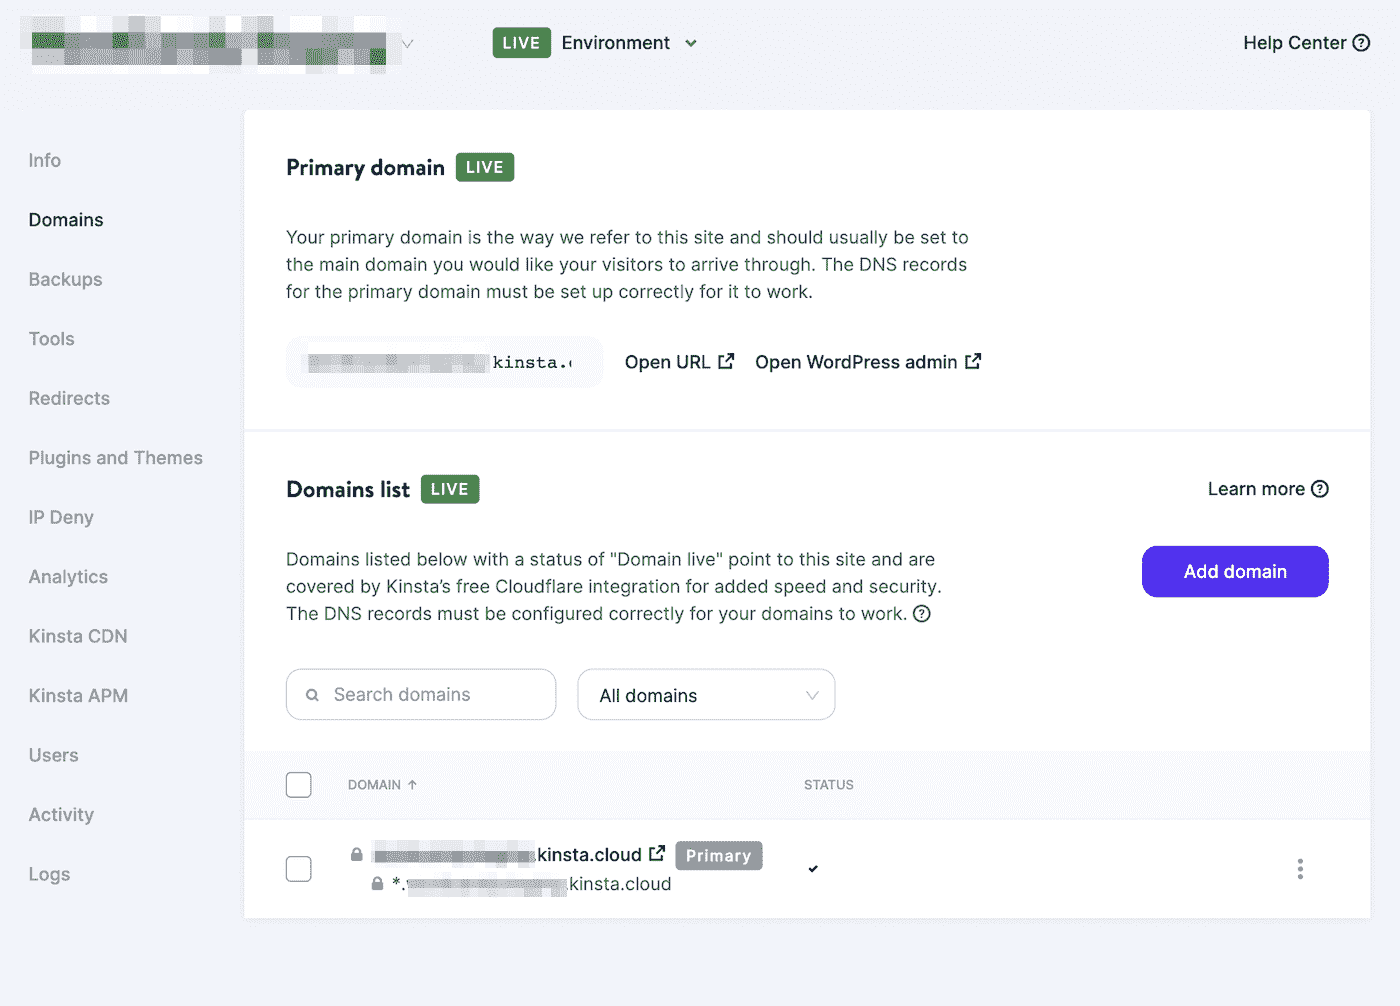 LIVE Environment
Help Center
Info
Domains
Backups
Tools
Redirects
Plugins and Themes
IP Deny
Analytics
Kinsta CDN
Kinsta APM
Users
Activity
Logs
Primary domain LIVE
Your primary domain is the way we refer to this site and should usually be set to
the main domain you would like your visitors to arrive through. The DNS records
for the primary domain must be set up correctly for it to work.
kinsta. Open URL Open WordPress admin
Domains list LIVE
Learn more
Domains listed below with a status of "Domain live" point to this site and are
covered by Kinsta’s free Cloudflare integration for added speed and security.
The DNS records must be configured correctly for your domains to work.
Add domain
Search domains All domains
DOMAIN ↑ STATUS
kinsta.cloud Primary
*. .kinsta.cloud